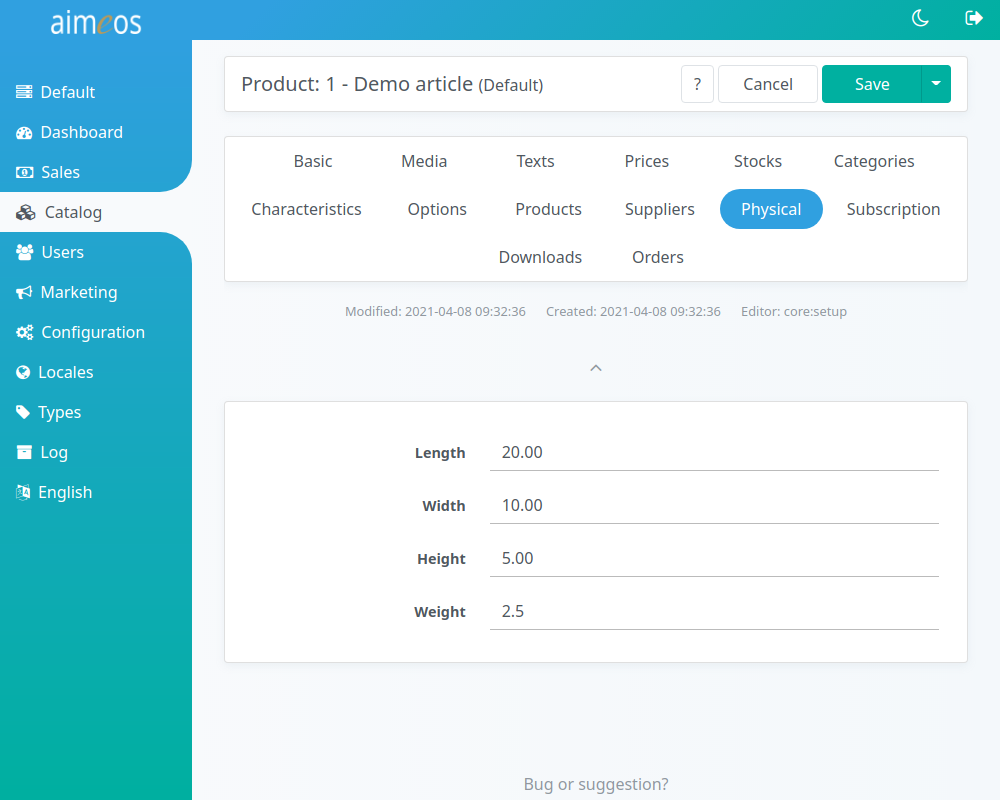 aimeos
Default
Dashboard
Sales
Catalog
Users
Marketing
Configuration
Locales
Types
Log
English
Product: 1 - Demo article (Default)
? Cancel Save
Basic Media Texts Prices Stocks Categories
Characteristics Options Products Suppliers Physical Subscription
Downloads Orders
Modified: 2021-04-08 09:32:36 Created: 2021-04-08 09:32:36 Editor: core:setup
Length 20.00
Width 10.00
Height 5.00
Weight 2.5
Bug or suggestion?